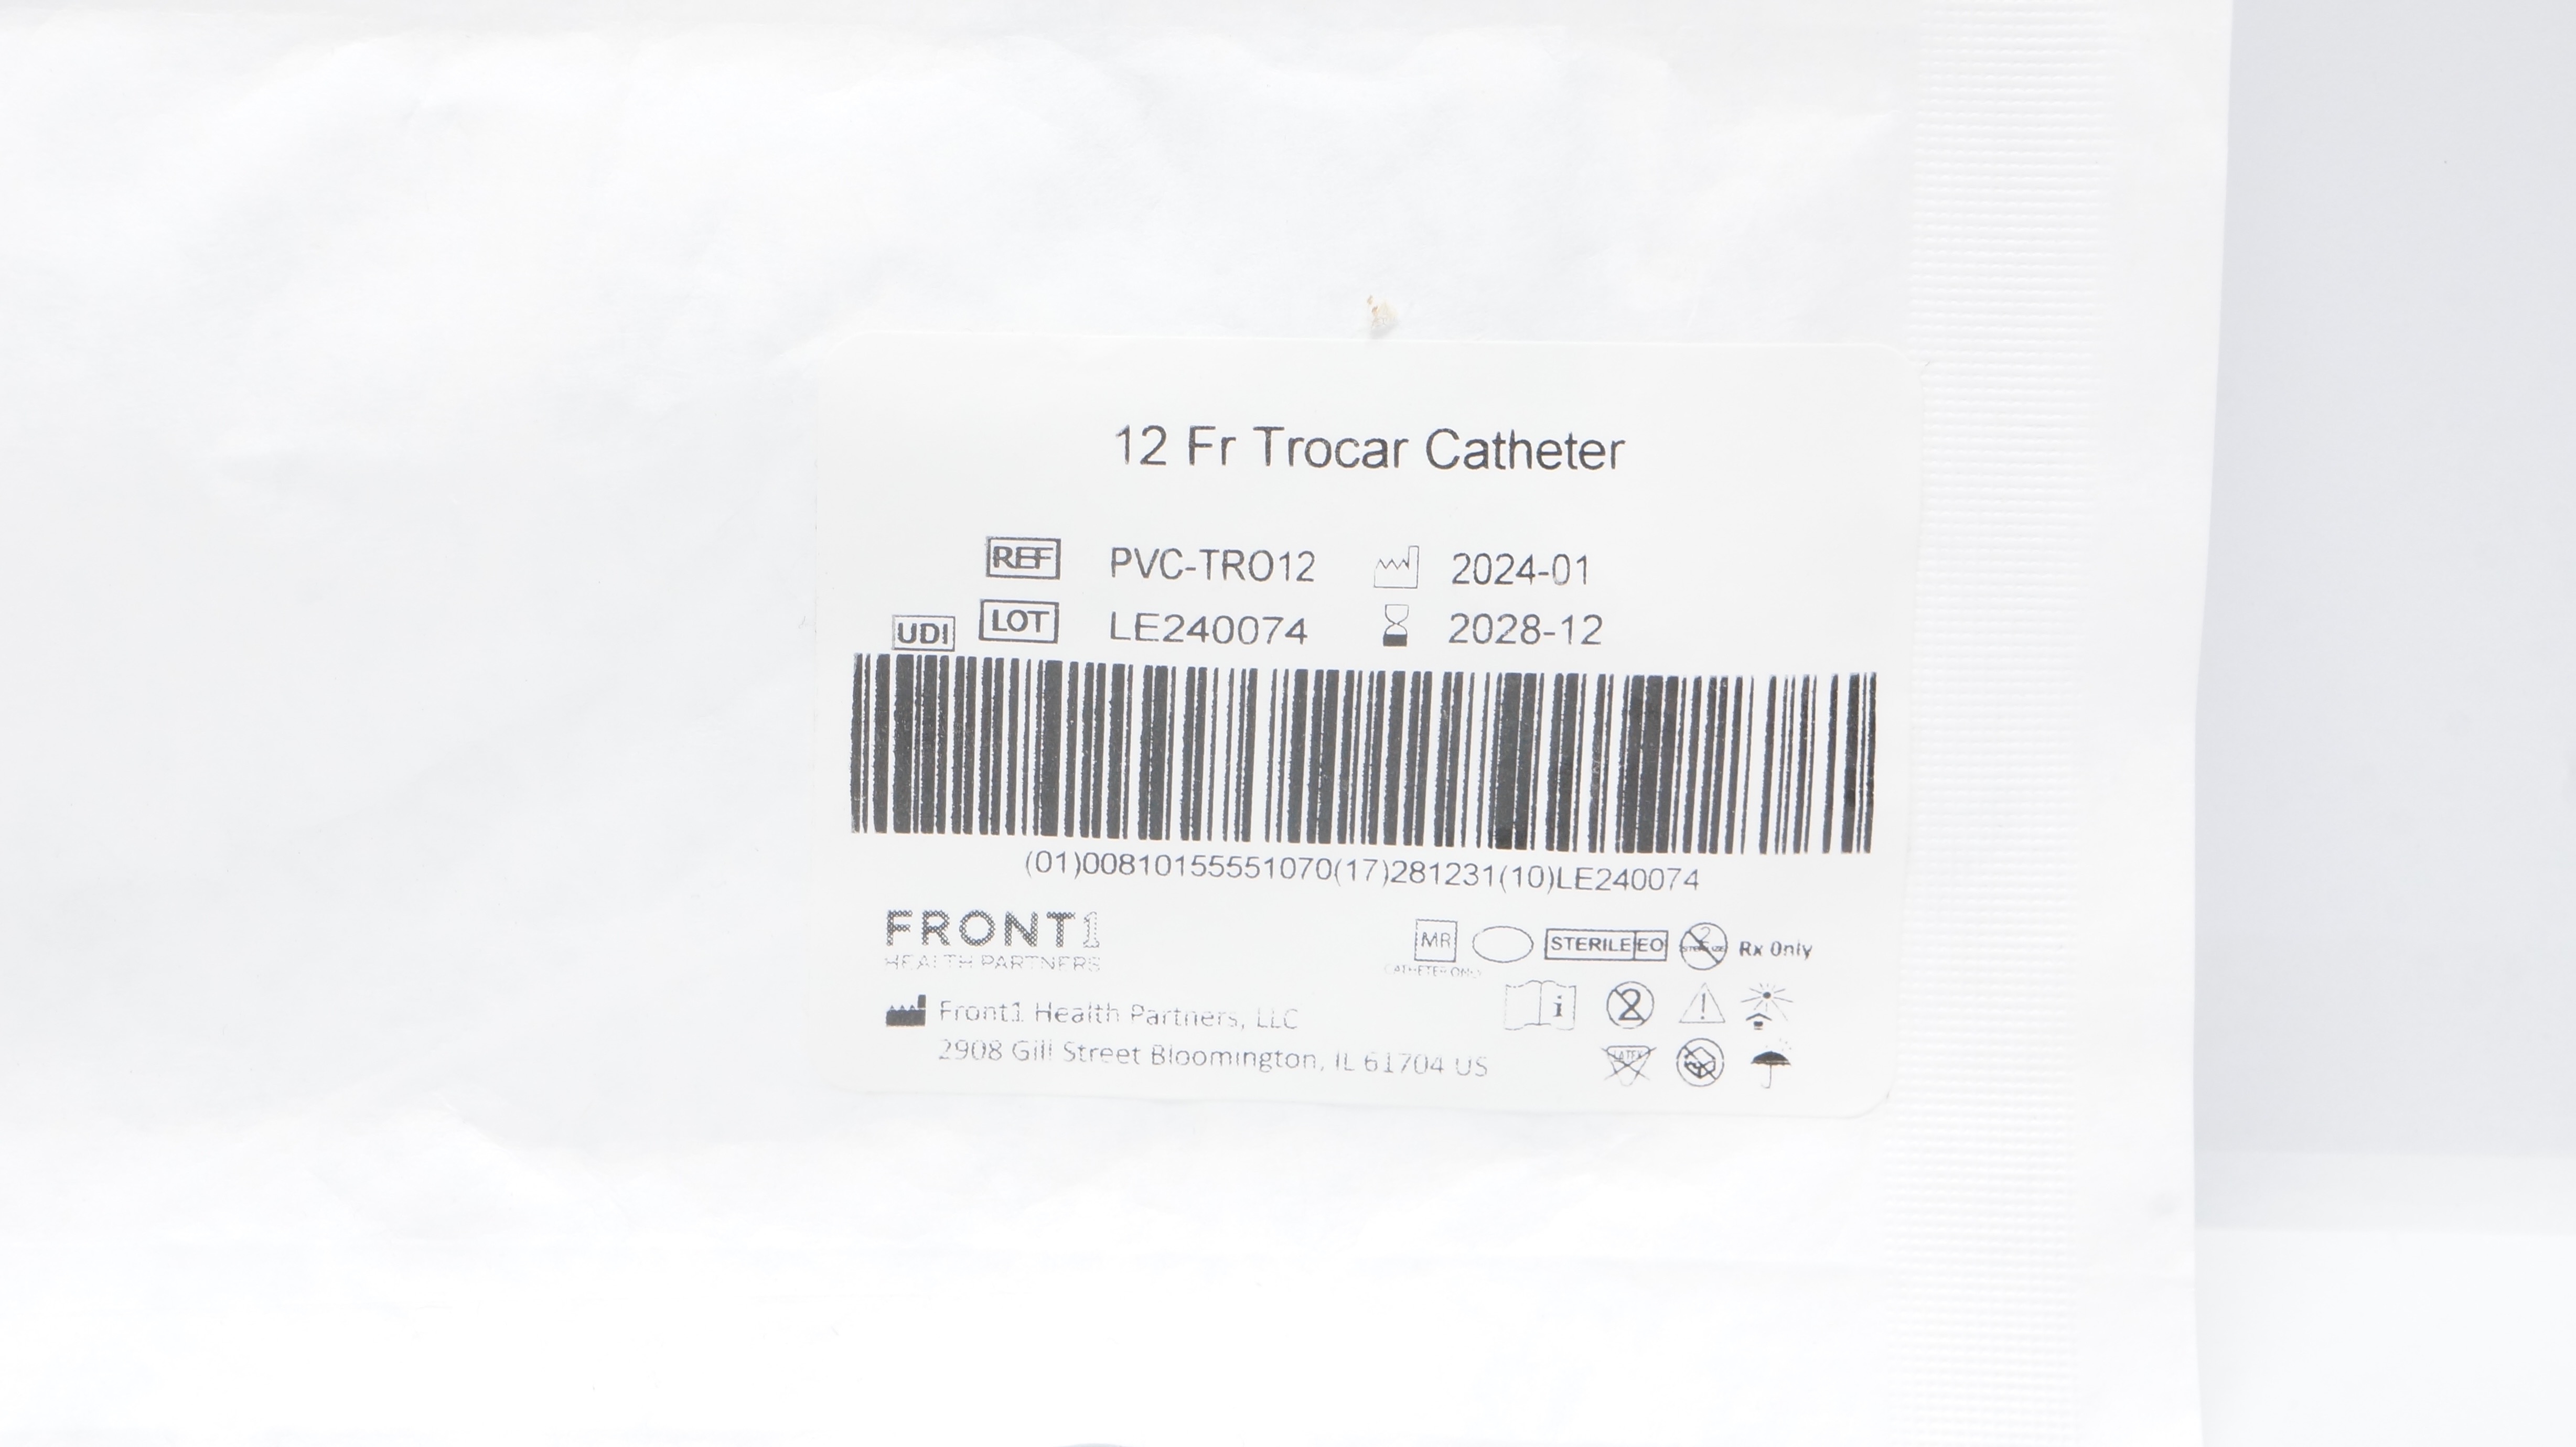 12 Fr Trocar Catheter
REF PVC-TRO12 2024-01
UDI LOT LE240074 2028-12
(01)00810155551070(17)281231(10)LE240074
FRONT1
HEALTH PARTNERS
MR STERILE EO Rx Only
CATHETER ONLY
Front1 Health Partners, LLC
2908 Gill Street Bloomington, IL 61704 US
i 2 !
LATEX